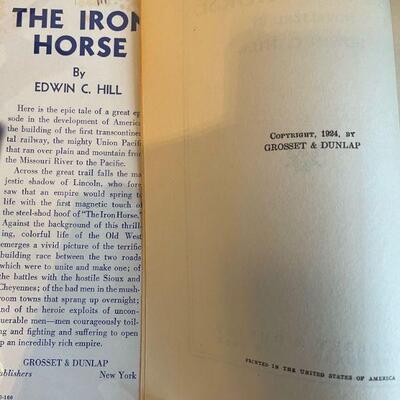 THE IRON
HORSE
By
EDWIN C. HILL
Here is the epic tale of a great ep
sode in the development of America
the building of the first transcontine
tal railway, the mighty Union Pacif
that ran over plain and mountain from
the Missouri River to the Pacific.
Across the great trail falls the ma
jestic shadow of Lincoln, who fore
saw that an empire would spring to
life with the first magnetic touch of
the steel-shod hoof of "The Iron Horse."
Against the background of this thrill
ing, colorful life of the Old West
emerges a vivid picture of the terrific
building race between the two roads
which were to unite and make one; of
the battles with the hostile Sioux and
Cheyennes; of the bad men in the mush-
room towns that sprang up overnight;
and of the heroic exploits of uncon-
querable men—men courageously toil-
ing and fighting and suffering to open
up an incredibly rich empire.
GROSSET & DUNLAP
Publishers New York
COPYRIGHT, 1924, BY
GROSSET & DUNLAP
PRINTED IN THE UNITED STATES OF AMERICA